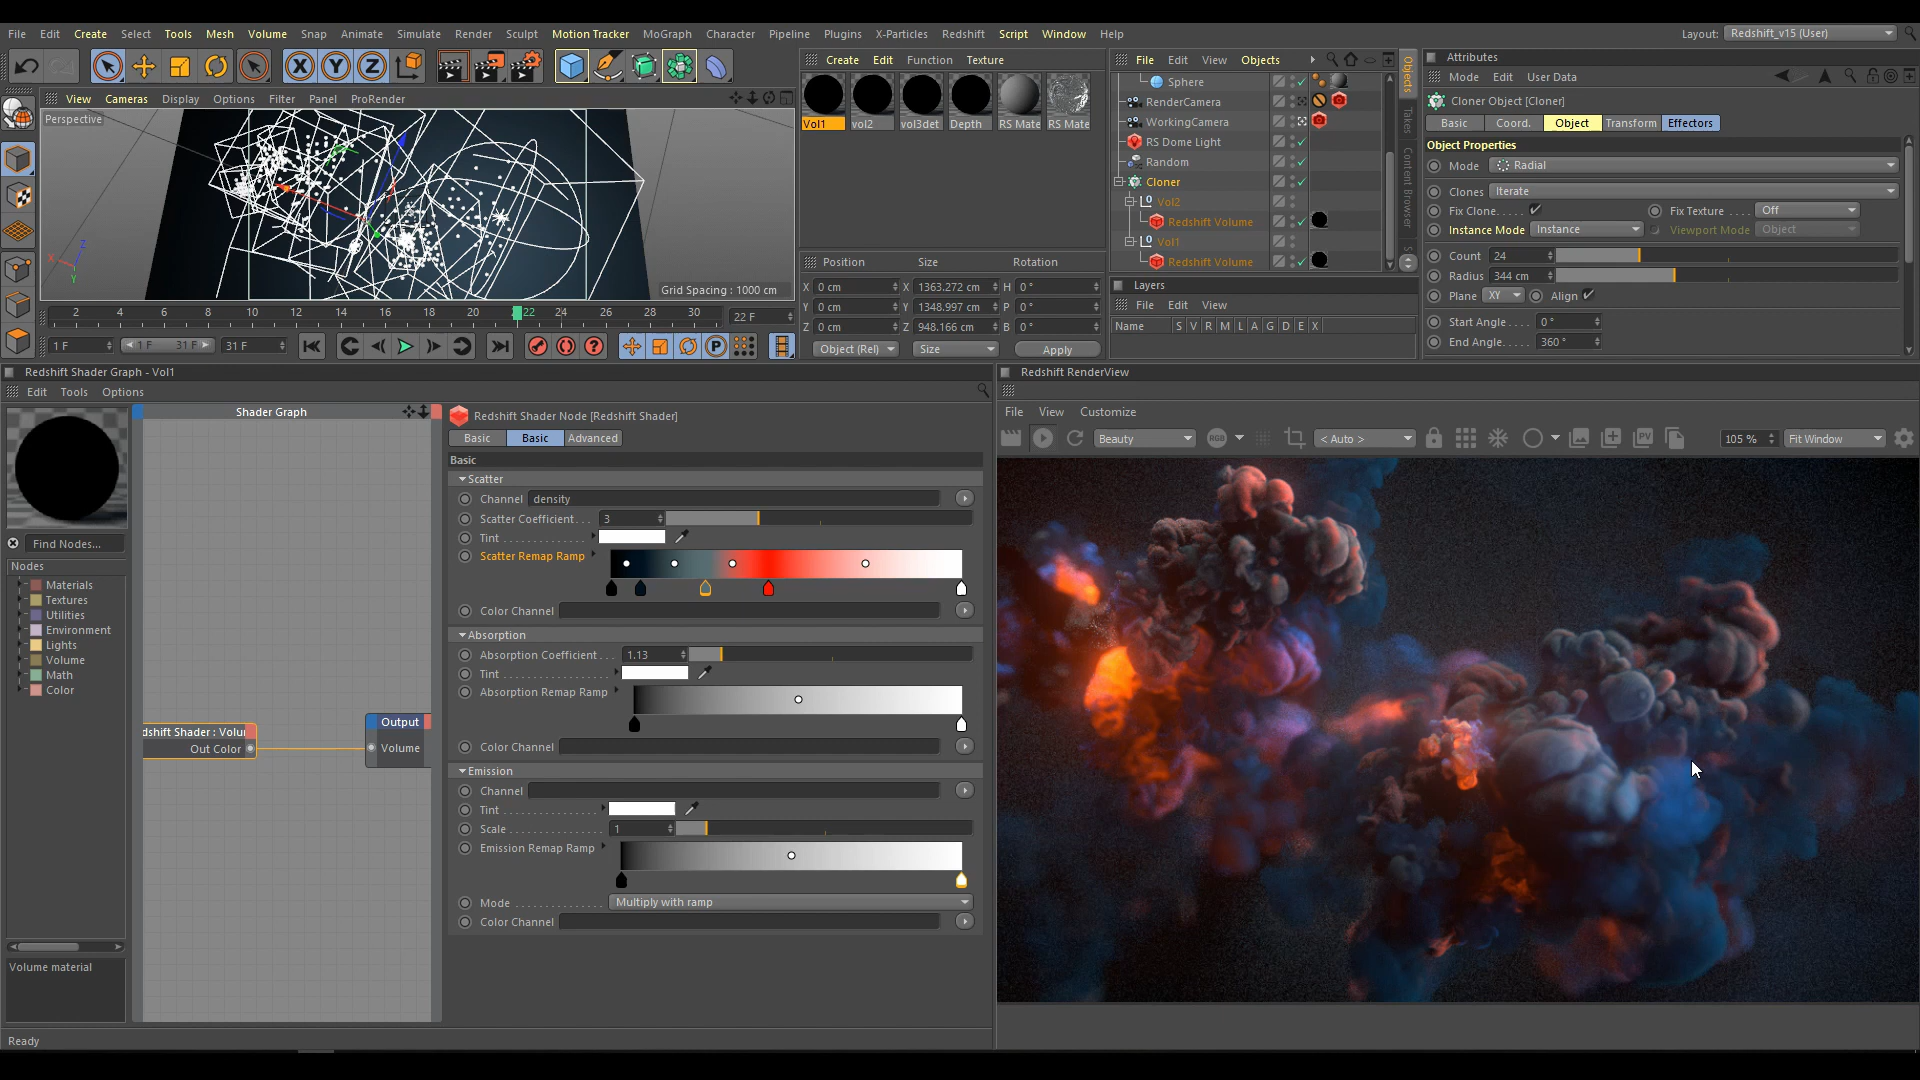 File Edit Create Select Tools Mesh Volume Snap Animate Simulate Render Sculpt Motion Tracker MoGraph Character Pipeline Plugins X-Particles Redshift Script Window Help Layout: Redshift_v15 (User)
X Y Z
View Cameras Display Options Filter Panel ProRender
Perspective
X Z Y
Grid Spacing : 1000 cm
2 4 6 8 10 12 14 16 18 20 22 24 26 28 30 22 F
1 F 1 F 31 F 31 F
Create Edit Function Texture
Vol1 vol2 vol3det Depth RS Mate RS Mate
Position Size Rotation
X 0 cm X 1363.272 cm H 0 °
Y 0 cm Y 1348.997 cm P 0 °
Z 0 cm Z 948.166 cm B 0 °
Object (Rel) Size Apply
File Edit View Objects
Sphere
RenderCamera
WorkingCamera
RS Dome Light
Random
Cloner
Vol2
Redshift Volume
Vol1
Redshift Volume
Objects
Takes
Content Browser
S
Layers
File Edit View
Name S V R M L A G D E X
Attributes
Mode Edit User Data
Cloner Object [Cloner]
Basic Coord. Object Transform Effectors
Object Properties
Mode Radial
Clones Iterate
Fix Clone. . . . Fix Texture . . . . Off
Instance Mode Instance Viewport Mode Object
Count 24
Radius 344 cm
Plane XY Align
Start Angle. . . . 0 °
End Angle. . . . . 360 °
Redshift Shader Graph - Vol1
Edit Tools Options
Find Nodes...
Nodes
Materials
Textures
Utilities
Environment
Lights
Volume
Math
Color
Volume material
Shader Graph
dshift Shader : Volu
Out Color
Output
Volume
Redshift Shader Node [Redshift Shader]
Basic Basic Advanced
Basic
Scatter
Channel density
Scatter Coefficient. . . 3
Tint
Scatter Remap Ramp
Color Channel
Absorption
Absorption Coefficient . . . 1.13
Tint
Absorption Remap Ramp
Color Channel
Emission
Channel
Tint
Scale 1
Emission Remap Ramp
Mode Multiply with ramp
Color Channel
Redshift RenderView
File View Customize
Beauty RGB < Auto > PV 105 % Fit Window
Ready